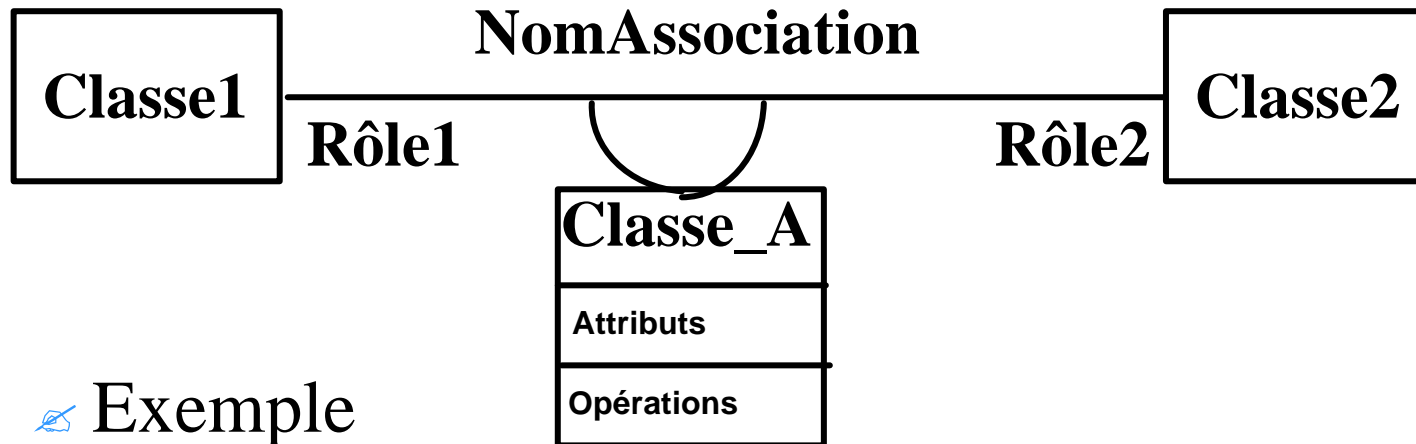 NomAssociation
Classe1
Classe2
Rôle1
Rôle2
Classe_A
Attributs
Opérations
Exemple